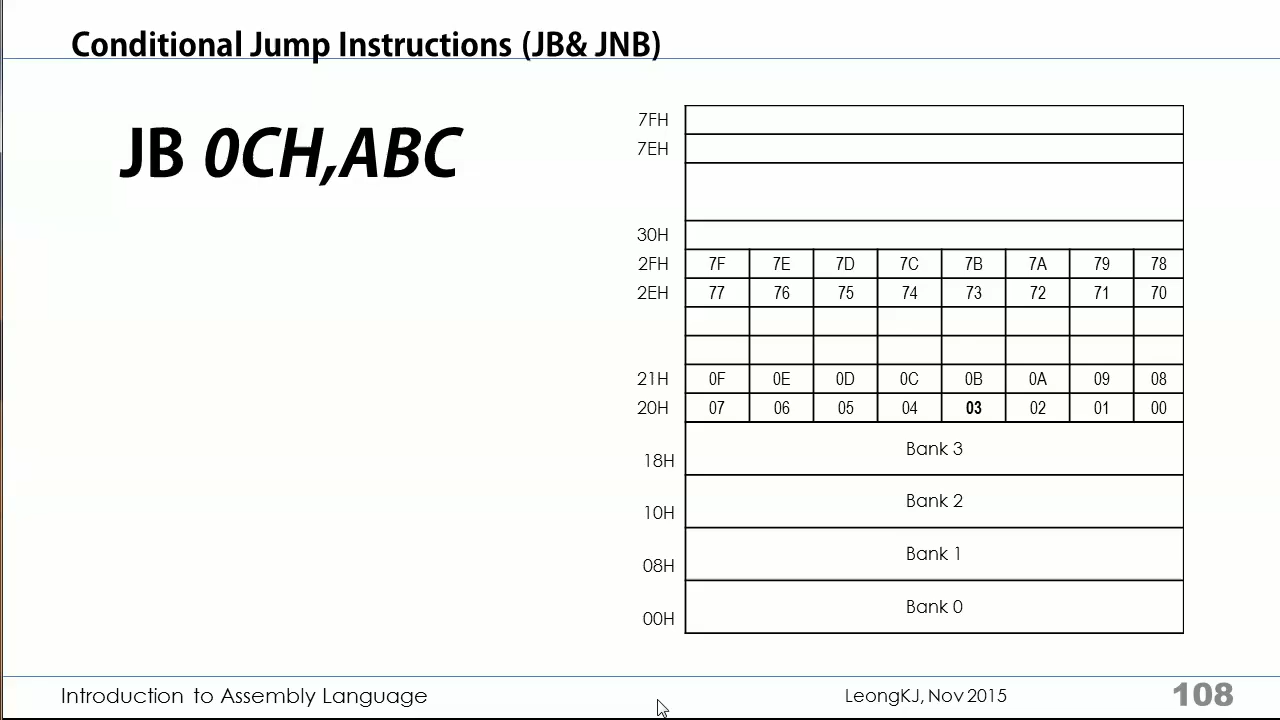 Conditional Jump Instructions (JB& JNB)
JB 0CH,ABC
7FH
7EH
30H
2FH 7F 7E 7D 7C 7B 7A 79 78
2EH 77 76 75 74 73 72 71 70
21H 0F 0E 0D 0C 0B 0A 09 08
20H 07 06 05 04 03 02 01 00
Bank 3
18H
Bank 2
10H
Bank 1
08H
Bank 0
00H
Introduction to Assembly Language LeongKJ, Nov 2015 108